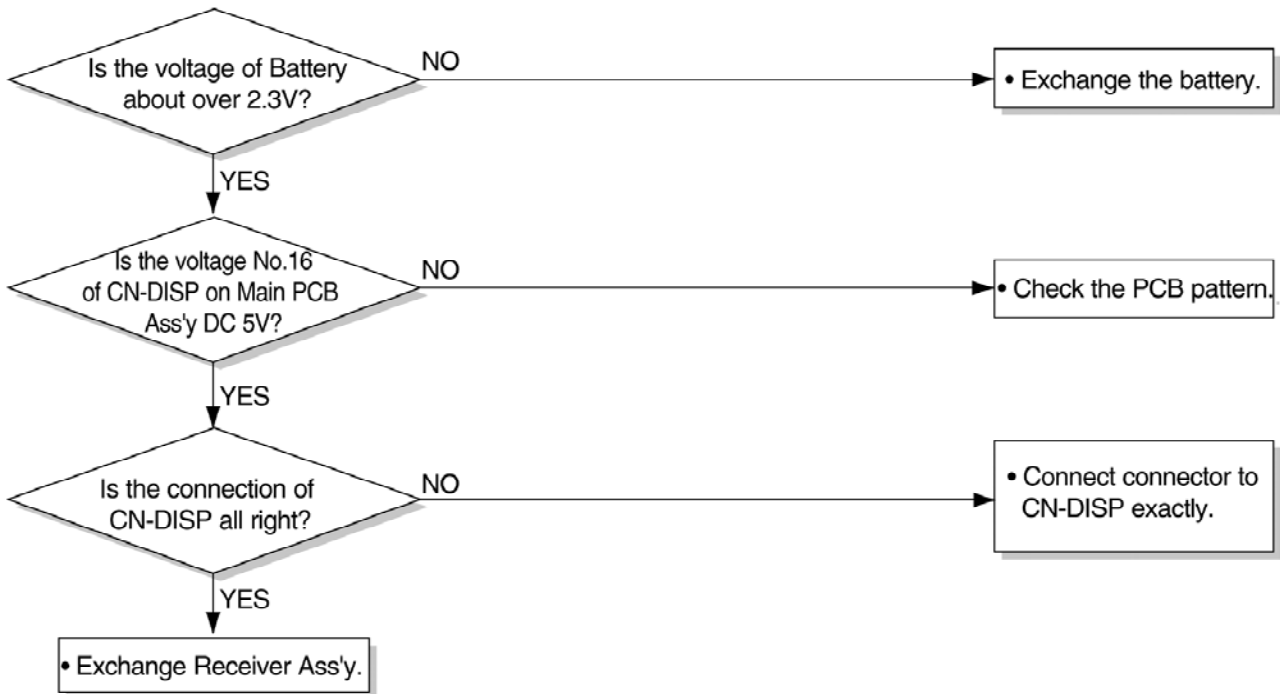 Is the voltage of Battery
about over 2.3V?
NO
• Exchange the battery.
YES
Is the voltage No.16
of CN-DISP on Main PCB
Ass'y DC 5V?
NO
• Check the PCB pattern.
YES
Is the connection of
CN-DISP all right?
NO
• Connect connector to
CN-DISP exactly.
YES
• Exchange Receiver Ass'y.